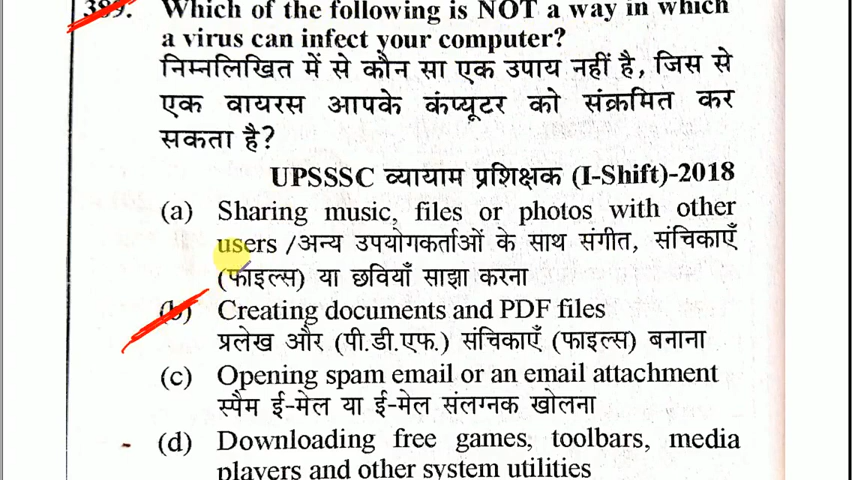 389. Which of the following is NOT a way in which
a virus can infect your computer?
निम्नलिखित में से कौन सा एक उपाय नहीं है, जिस से
एक वायरस आपके कंप्यूटर को संक्रमित कर
सकता है?
UPSSSC व्यायाम प्रशिक्षक (I-Shift)-2018
(a) Sharing music, files or photos with other
users /अन्य उपयोगकर्ताओं के साथ संगीत, संचिकाएँ
(फाइल्स) या छवियाँ साझा करना
(b) Creating documents and PDF files
प्रलेख और (पी.डी.एफ.) संचिकाएँ (फाइल्स) बनाना
(c) Opening spam email or an email attachment
स्पैम ई-मेल या ई-मेल संलग्नक खोलना
(d) Downloading free games, toolbars, media
players and other system utilities